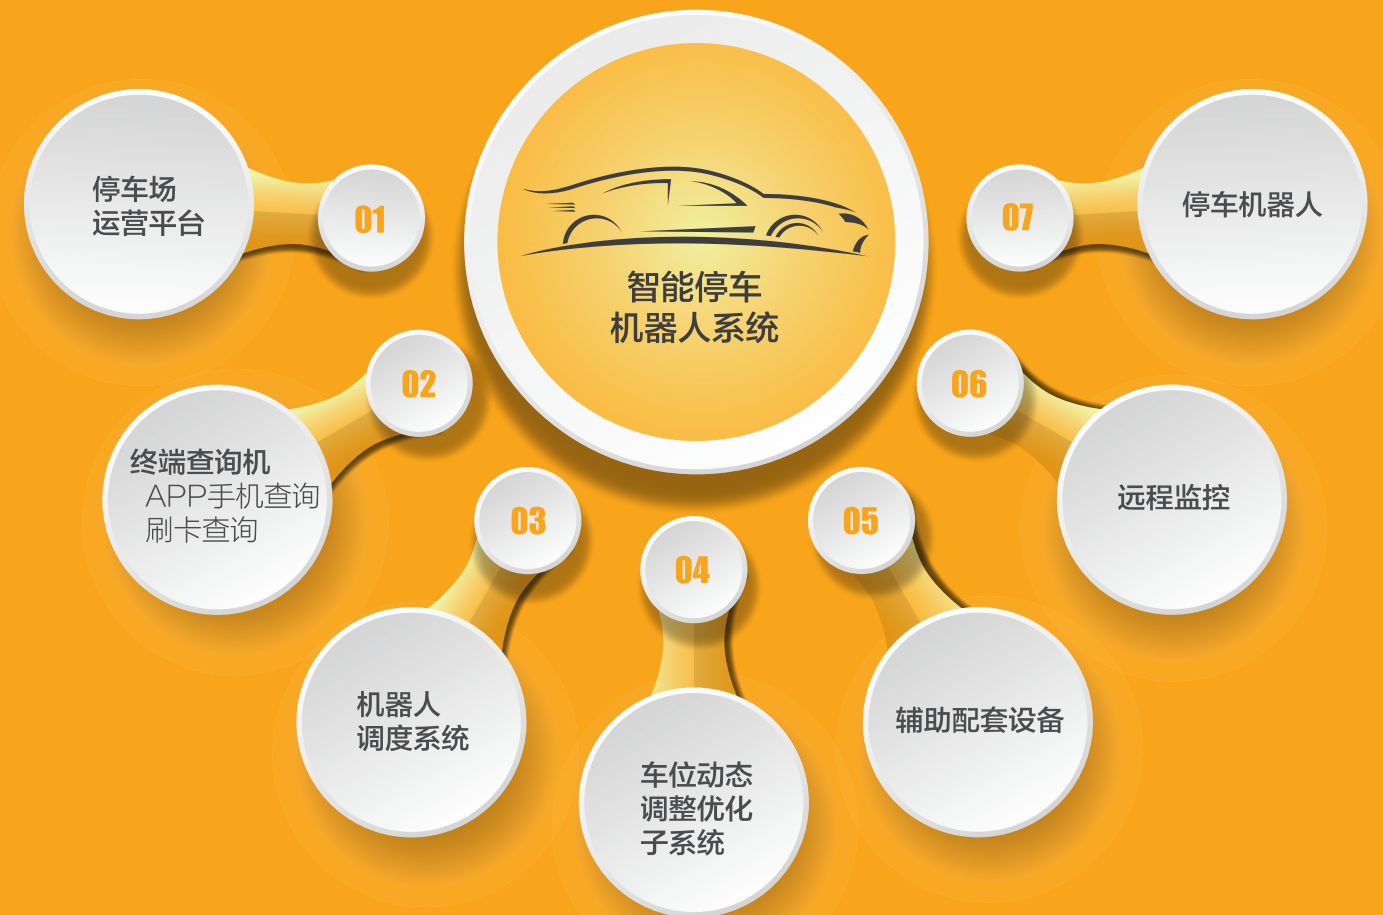 智能停车
机器人系统
01
停车场
运营平台
02
终端查询机
APP手机查询
刷卡查询
03
机器人
调度系统
04
车位动态
调整优化
子系统
05
辅助配套设备
06
远程监控
07
停车机器人